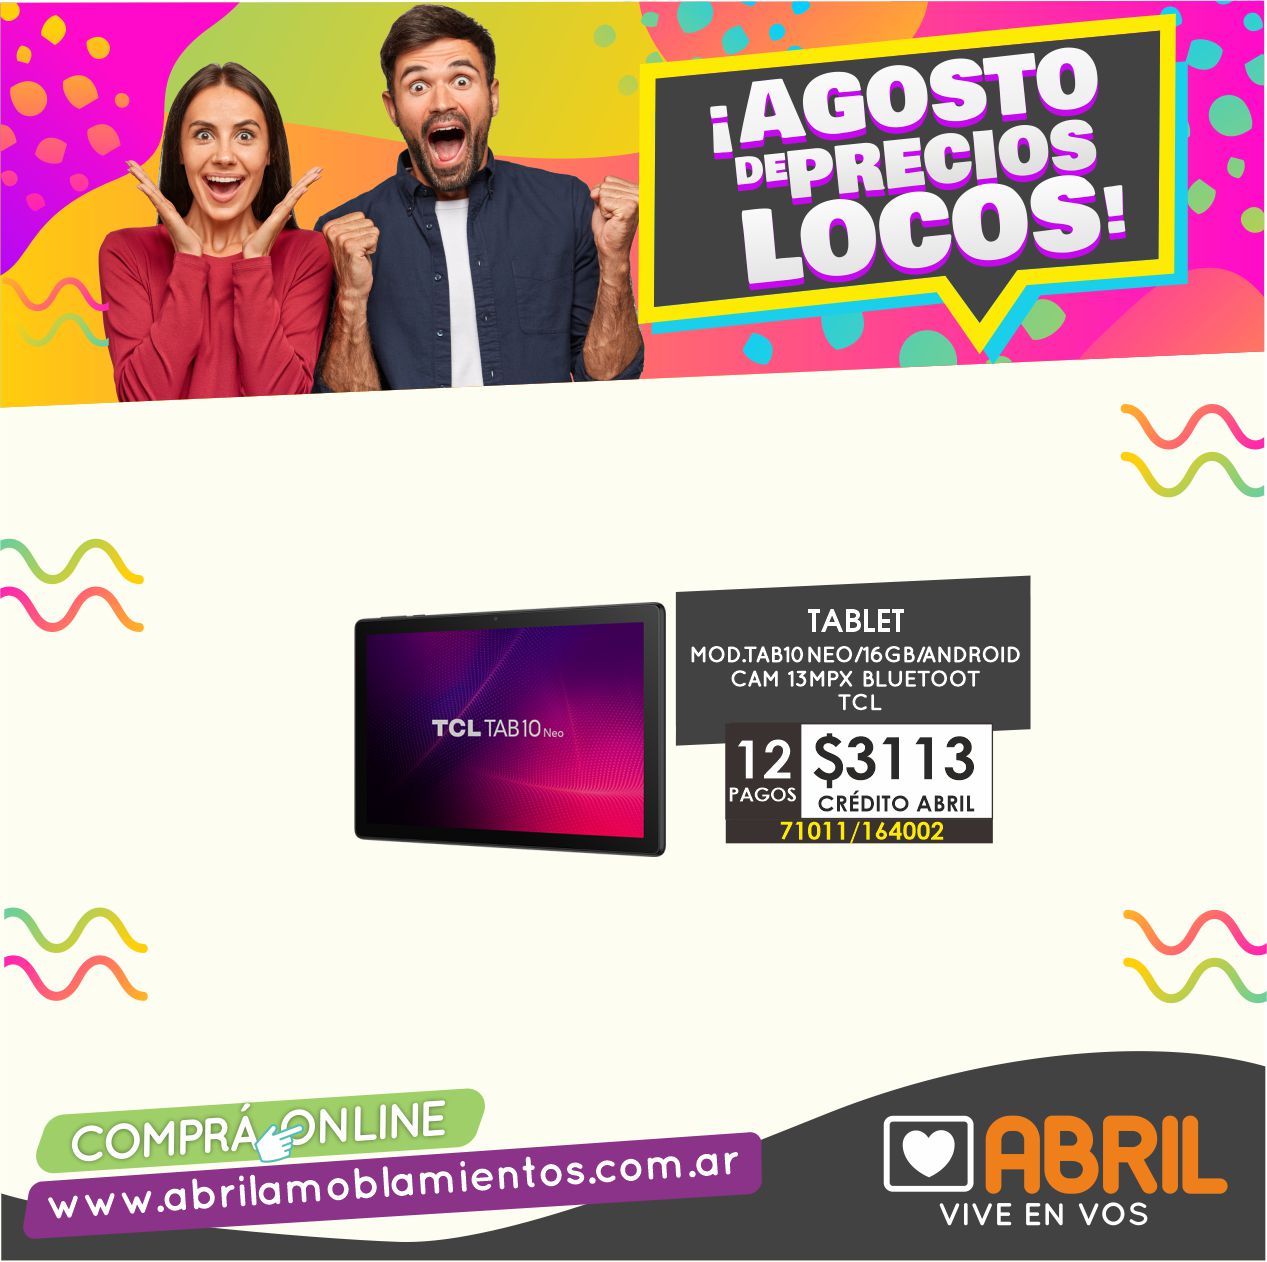 ¡AGOSTO
DE PRECIOS
LOCOS!
TCL TAB10 Neo
TABLET
MOD.TAB10 NEO/16GB/ANDROID
CAM 13MPX BLUETOOT
TCL
12
PAGOS
$3113
CRÉDITO ABRIL
71011/164002
COMPRÁ ONLINE
www.abrilamoblamientos.com.ar
ABRIL
VIVE EN VOS